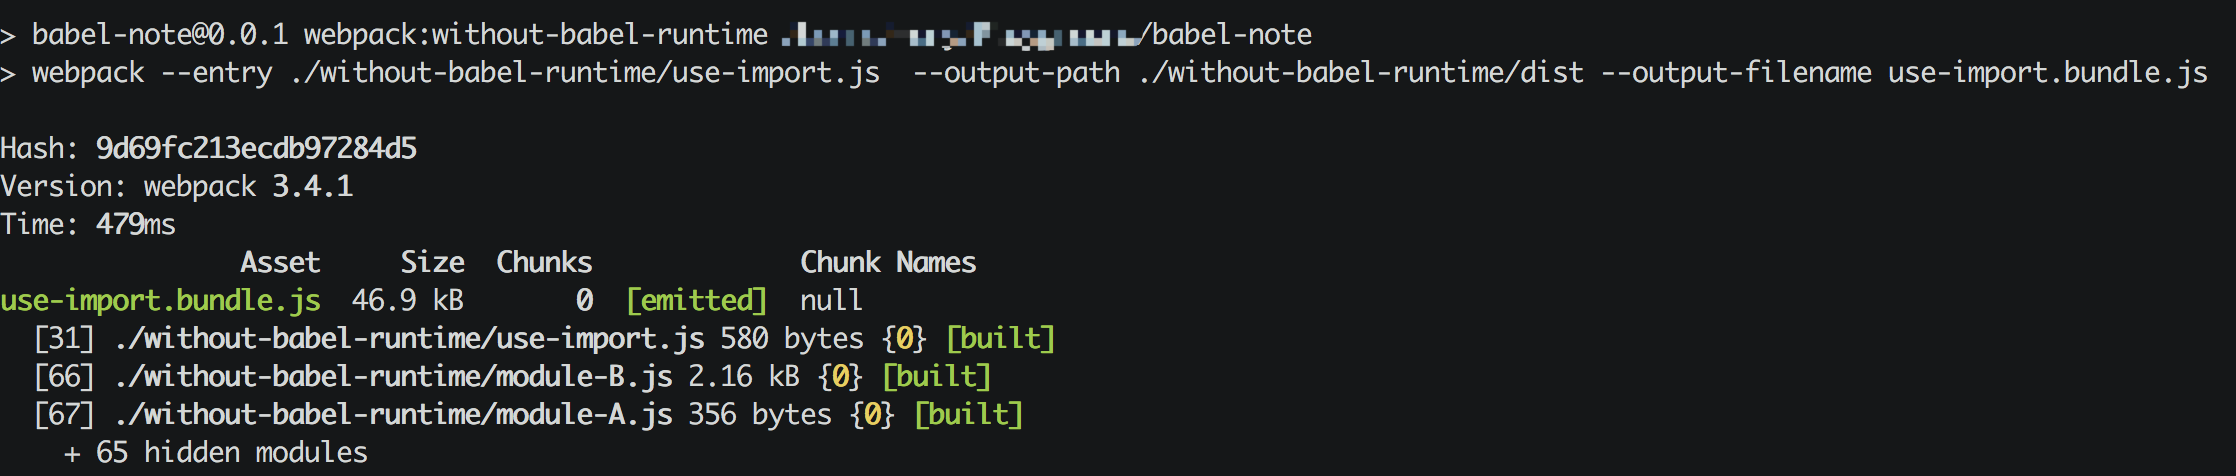 > babel-note@0.0.1 webpack:without-babel-runtime /babel-note
> webpack --entry ./without-babel-runtime/use-import.js  --output-path ./without-babel-runtime/dist --output-filename use-import.bundle.js
Hash: 9d69fc213ecdb97284d5
Version: webpack 3.4.1
Time: 479ms
Asset     Size  Chunks             Chunk Names
use-import.bundle.js  46.9 kB       0  [emitted]  null
[31] ./without-babel-runtime/use-import.js 580 bytes {0} [built]
[66] ./without-babel-runtime/module-B.js 2.16 kB {0} [built]
[67] ./without-babel-runtime/module-A.js 356 bytes {0} [built]
+ 65 hidden modules